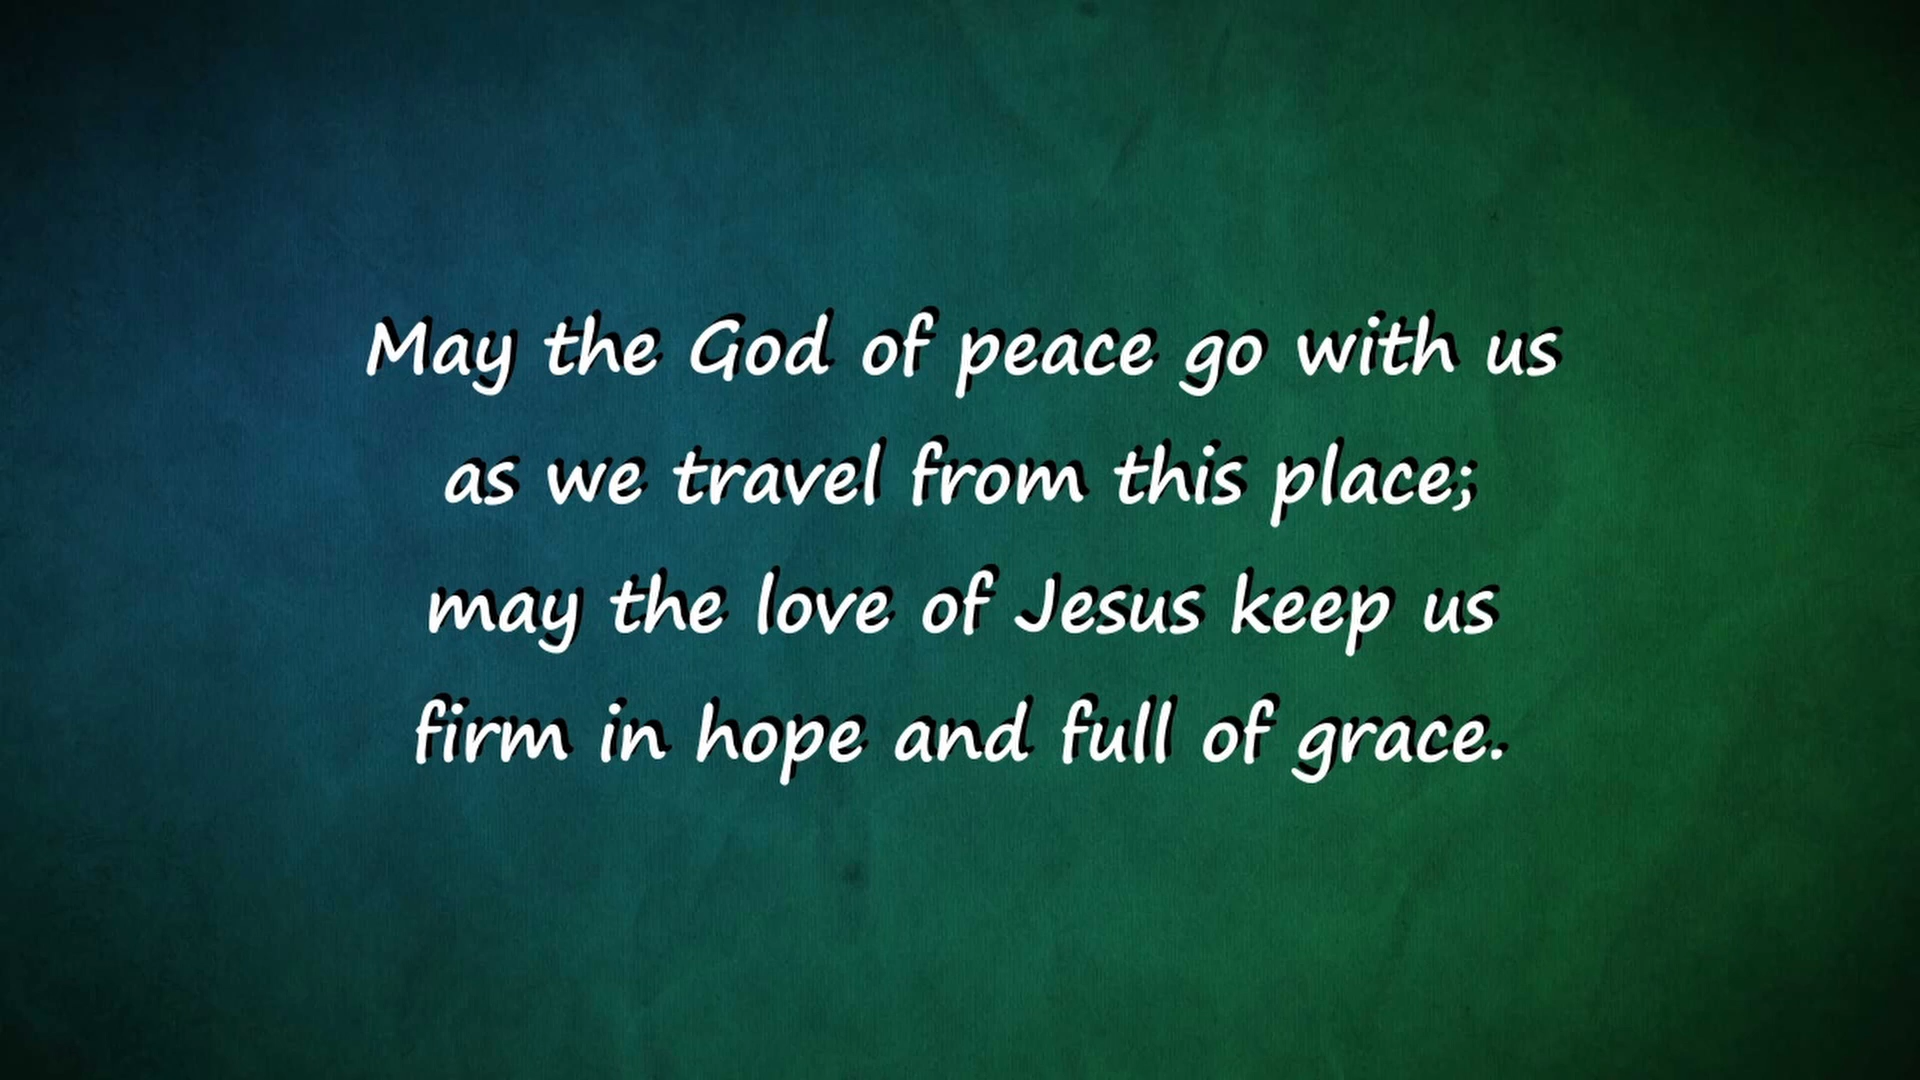 May the God of peace go with us
as we travel from this place;
may the love of Jesus keep us
firm in hope and full of grace.